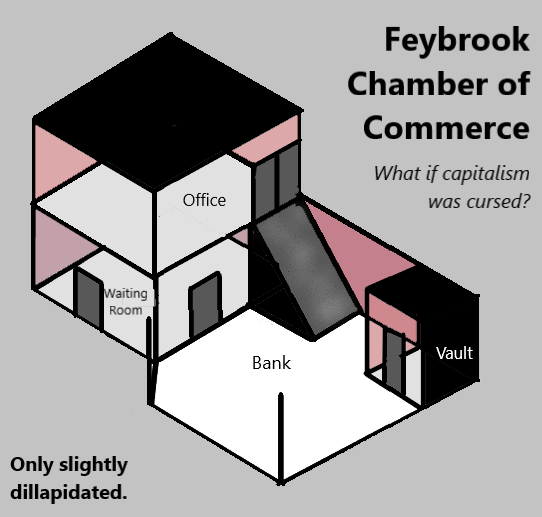 Feybrook
Chamber of
Commerce
What if capitalism
was cursed?
Office
Waiting
Room
Bank
Vault
Only slightly
dillapidated.